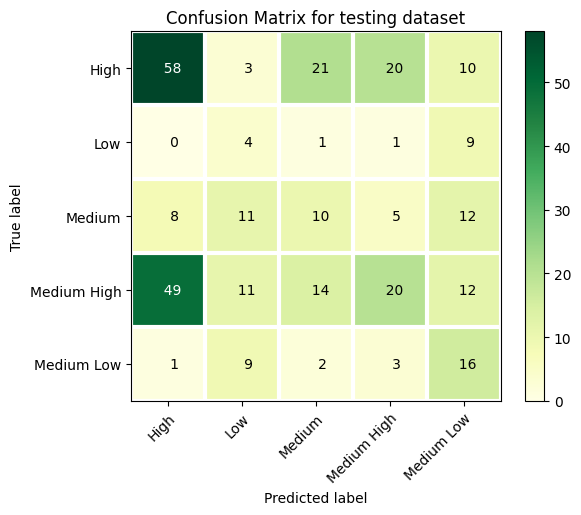 Confusion Matrix for testing dataset
High 58 3 21 20 10
Low 0 4 1 1 9
Medium 8 11 10 5 12
Medium High 49 11 14 20 12
Medium Low 1 9 2 3 16
True label
High Low Medium Medium High Medium Low
Predicted label
50
40
30
20
10
0